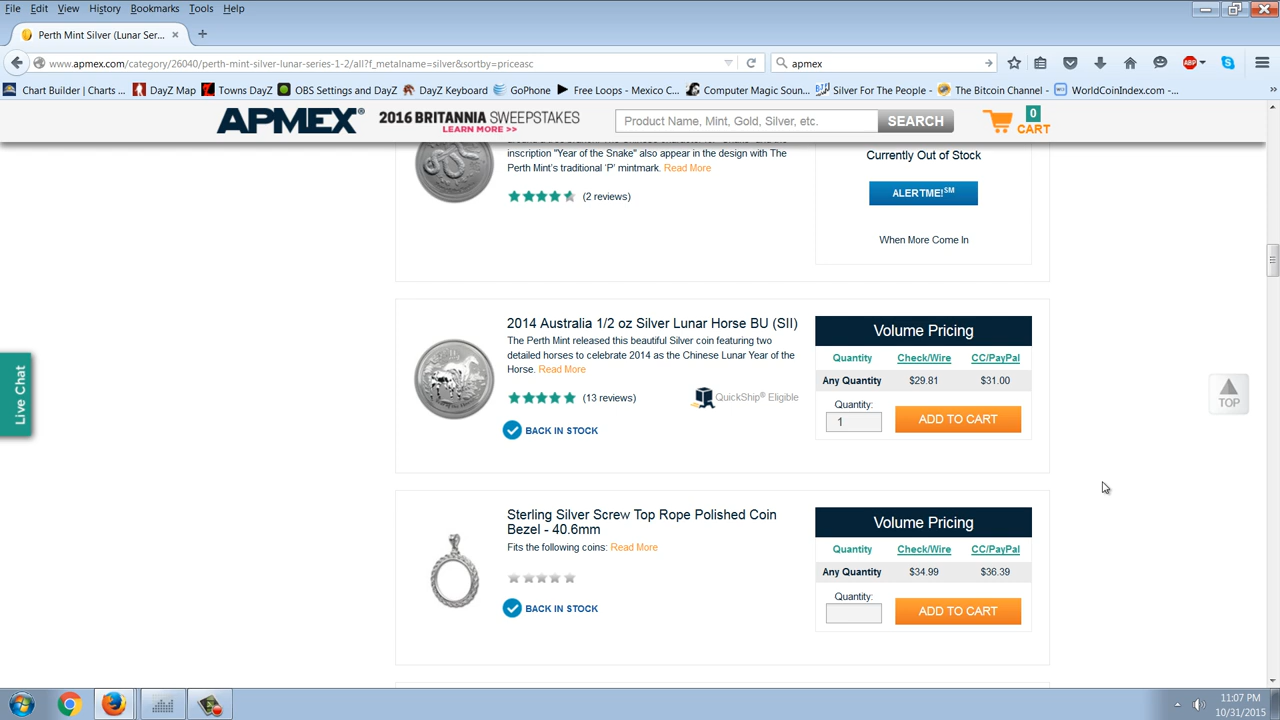 File Edit View History Bookmarks Tools Help
Perth Mint Silver (Lunar Ser...
www.apmex.com/category/26040/perth-mint-silver-lunar-series-1-2/all?f_metalname=silver&sortby=priceasc
apmex
ABP
Chart Builder | Charts ... DayZ Map Towns DayZ OBS Settings and DayZ DayZ Keyboard GoPhone Free Loops - Mexico C... Computer Magic Soun... Silver For The People - ... The Bitcoin Channel - ... WorldCoinIndex.com -...
APMEX®
2016 BRITANNIA SWEEPSTAKES
LEARN MORE >>
Product Name, Mint, Gold, Silver, etc.
SEARCH
0
CART
inscription "Year of the Snake" also appear in the design with The
Perth Mint's traditional 'P' mintmark. Read More
(2 reviews)
Currently Out of Stock
ALERTME!SM
When More Come In
Live Chat
2014 Australia 1/2 oz Silver Lunar Horse BU (SII)
The Perth Mint released this beautiful Silver coin featuring two
detailed horses to celebrate 2014 as the Chinese Lunar Year of the
Horse. Read More
(13 reviews)
QuickShip® Eligible
BACK IN STOCK
Volume Pricing
Quantity Check/Wire CC/PayPal
Any Quantity $29.81 $31.00
Quantity:
1
ADD TO CART
TOP
Sterling Silver Screw Top Rope Polished Coin
Bezel - 40.6mm
Fits the following coins: Read More
BACK IN STOCK
Volume Pricing
Quantity Check/Wire CC/PayPal
Any Quantity $34.99 $36.39
Quantity:
ADD TO CART
11:07 PM
10/31/2015